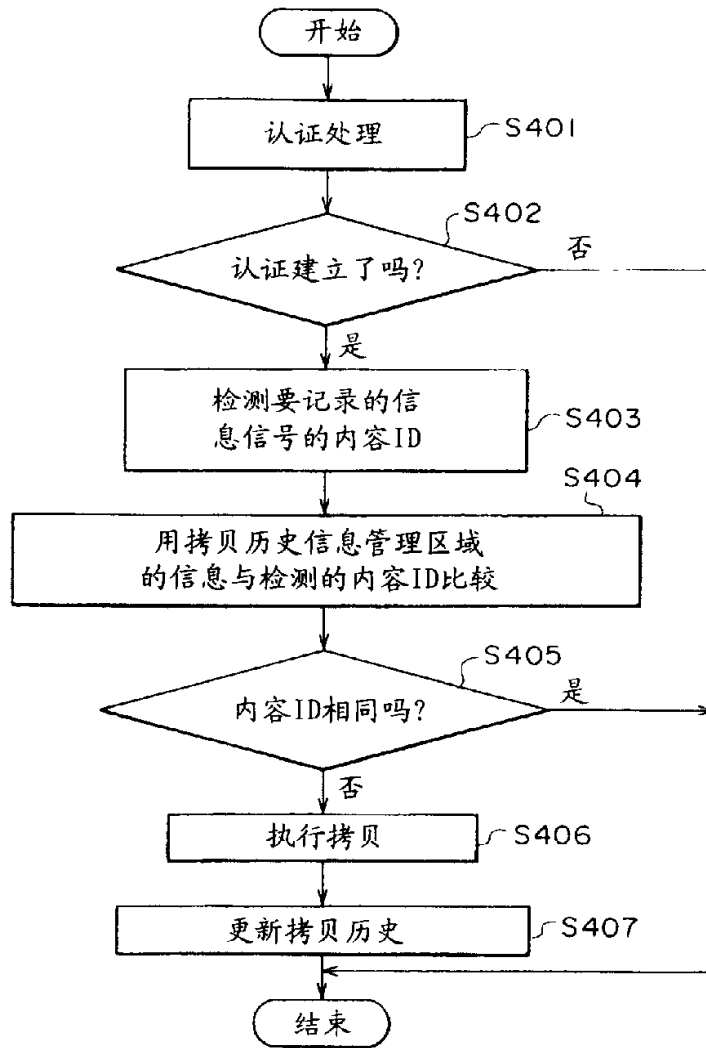 开始
认证处理
S401
S402
认证建立了吗?
否
是
检测要记录的信
息信号的内容ID
S403
S404
用拷贝历史信息管理区域
的信息与检测的内容ID比较
S405
内容ID相同吗?
是
否
执行拷贝
S406
更新拷贝历史
S407
结束